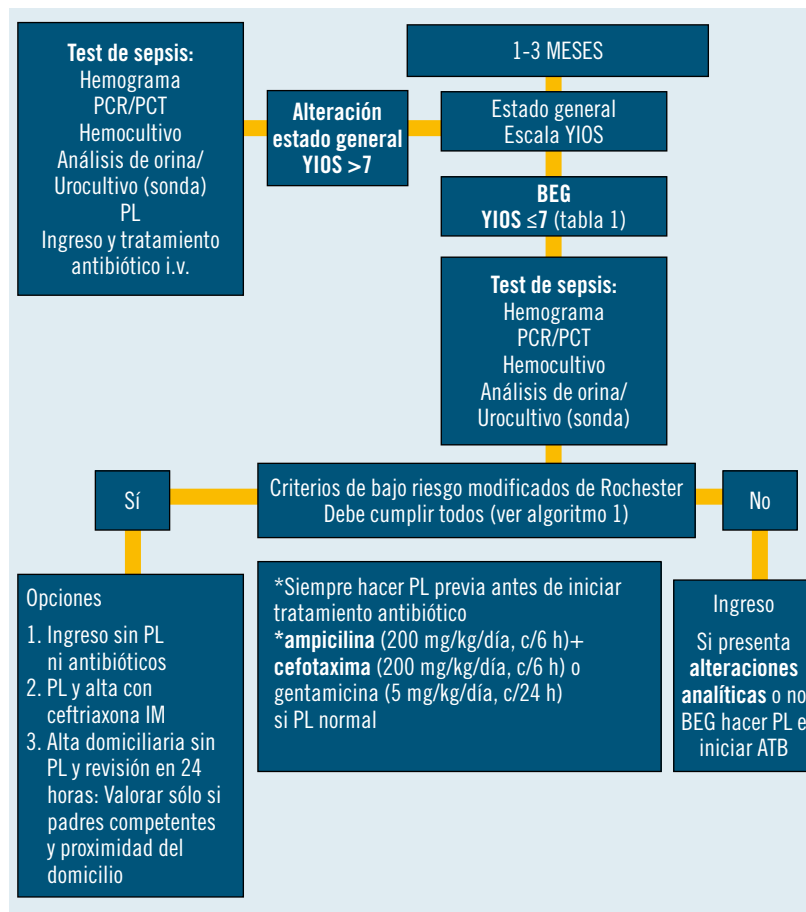 Test de sepsis:
Hemograma
PCR/PCT
Hemocultivo
Análisis de orina/
Urocultivo (sonda)
PL
Ingreso y tratamiento
antibiótico i.v.
Alteración
estado general
YIOS >7
1-3 MESES
Estado general
Escala YIOS
BEG
YIOS ≤7 (tabla 1)
Test de sepsis:
Hemograma
PCR/PCT
Hemocultivo
Análisis de orina/
Urocultivo (sonda)
Sí
Criterios de bajo riesgo modificados de Rochester
Debe cumplir todos (ver algoritmo 1)
No
Opciones
1. Ingreso sin PL
ni antibióticos
2. PL y alta con
ceftriaxona IM
3. Alta domiciliaria sin
PL y revisión en 24
horas: Valorar sólo si
padres competentes
y proximidad del
domicilio
*Siempre hacer PL previa antes de iniciar
tratamiento antibiótico
*ampicilina (200 mg/kg/día, c/6 h)+
cefotaxima (200 mg/kg/día, c/6 h) o
gentamicina (5 mg/kg/día, c/24 h)
si PL normal
Ingreso
Si presenta
alteraciones
analíticas o no
BEG hacer PL e
iniciar ATB